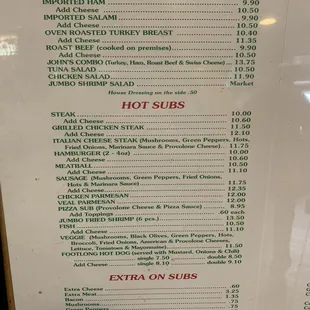 IMPORTED HAM 9.90
Add Cheese 10.50
IMPORTED SALAMI 9.90
Add Cheese 10.50
OVEN ROASTED TURKEY BREAST 10.40
Add Cheese 11.00
ROAST BEEF (cooked on premises) 9.90
Add Cheese 10.50
JOHN'S COMBO (Turkey, Ham, Roast Beef & Swiss Cheese) 13.75
TUNA SALAD 10.50
CHICKEN SALAD 11.90
JUMBO SHRIMP SALAD Market
House Dressing on the side .50
HOT SUBS
STEAK 10.00
Add Cheese 10.60
GRILLED CHICKEN STEAK 11.50
Add Cheese 12.10
ITALIAN CHEESE STEAK (Mushrooms, Green Peppers, Hots,
Fried Onions, Marinara Sauce & Provolone Cheese) 11.75
HAMBURGER (2 - 4oz) 10.00
Add Cheese 10.60
MEATBALL 10.50
Add Cheese 11.10
SAUSAGE (Mushrooms, Green Peppers, Fried Onions,
Hots & Marinara Sauce) 11.75
Add Cheese 12.35
CHICKEN PARMESAN 12.00
VEAL PARMESAN 12.00
PIZZA SUB (Provolone Cheese & Pizza Sauce) 8.95
Add Toppings .60 each
JUMBO FRIED SHRIMP (6 pcs.) 13.50
FISH 10.50
Add Cheese 11.10
VEGGIE (Mushrooms, Black Olives, Green Peppers, Hots,
Broccoli, Fried Onions, American & Provolone Cheeses,
Lettuce, Tomatoes & Mayonnaise) 11.50
FOOTLONG HOT DOG (served with Mustard, Onions & Chili)
single 7.50 double 8.50
Add Cheese single 8.10 double 9.10
EXTRA ON SUBS
Extra Cheese .60
Extra Meat 3.25
Bacon 1.35
Mushrooms .75
Green Peppers .75